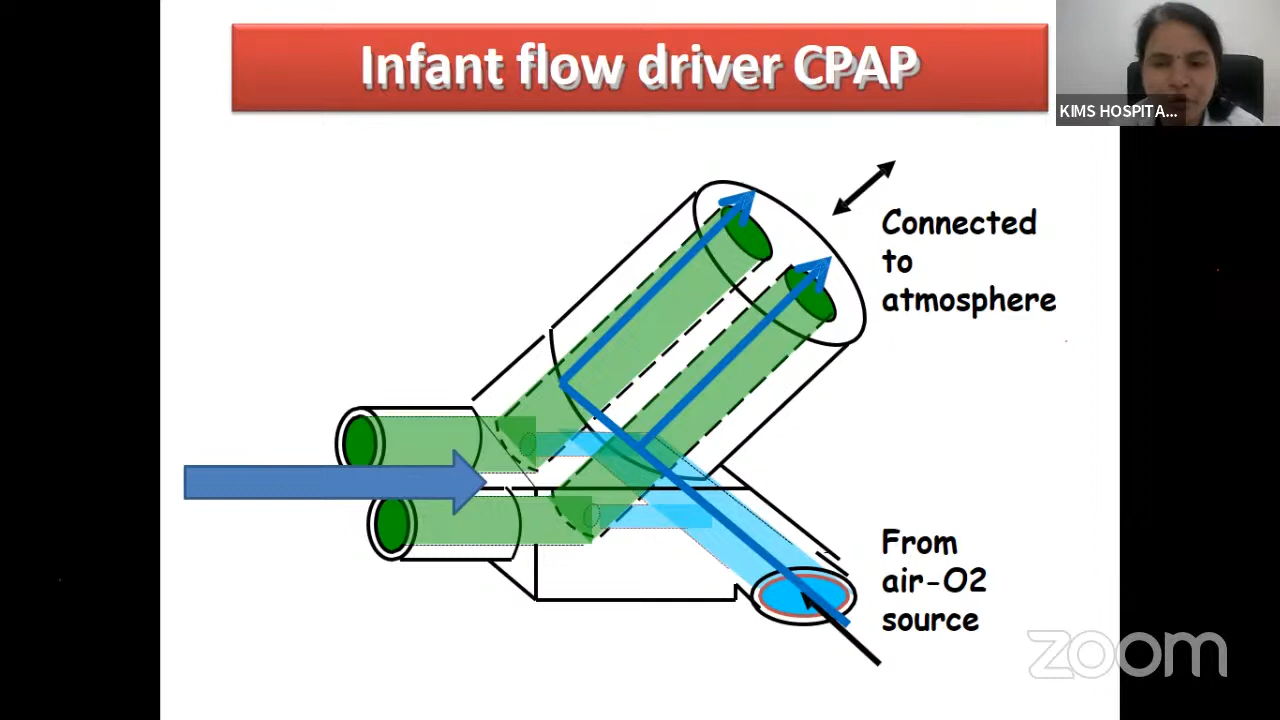 Infant flow driver CPAP
KIMS HOSPITA...
Connected
to
atmosphere
From
air-O2
source
zoom